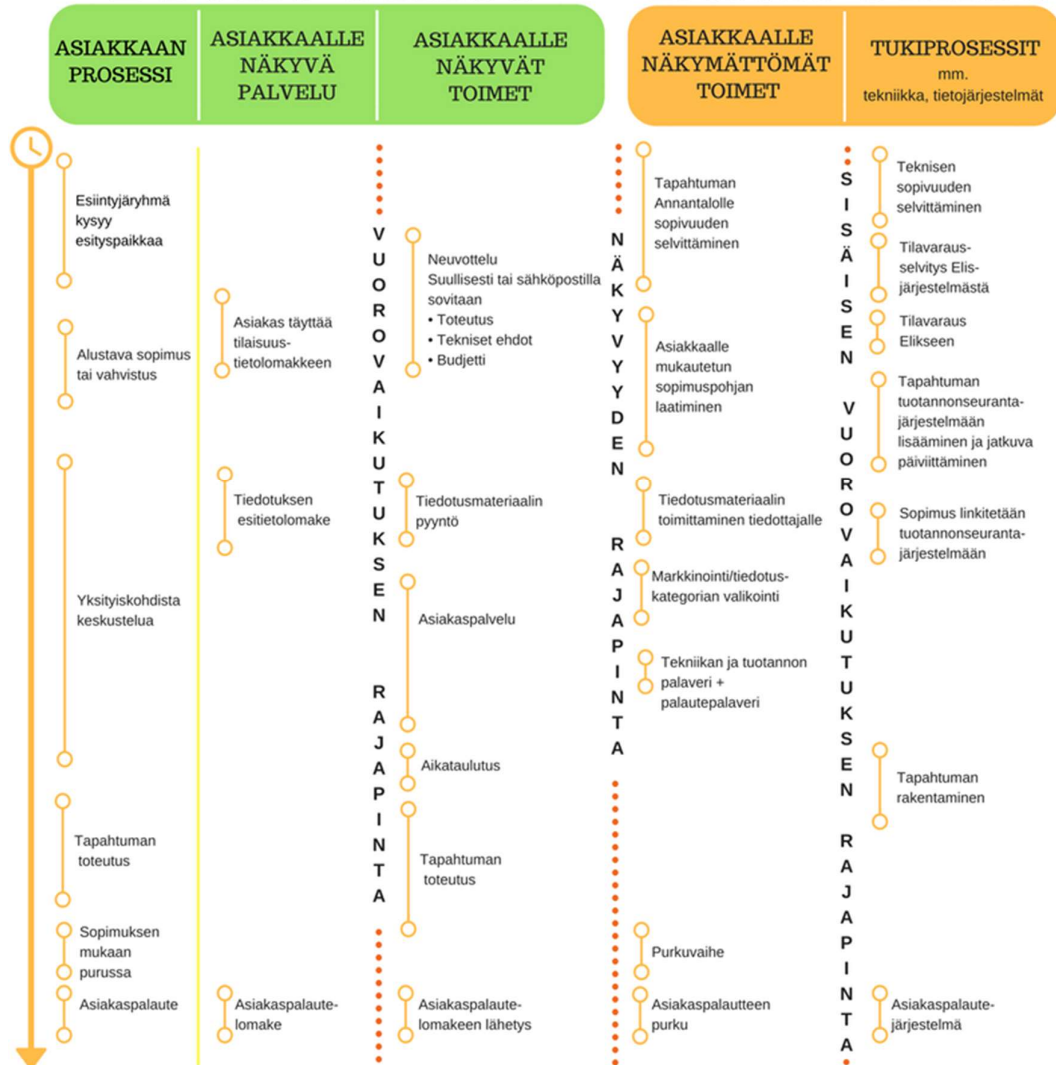 ASIAKKAAN
PROSESSI
ASIAKKAALLE
NÄKYVÄ
PALVELU
ASIAKKAALLE
NÄKYVÄT
TOIMET
ASIAKKAALLE
NÄKYMÄTTÖMÄT
TOIMET
TUKIPROSESSIT
mm.
tekniikka, tietojärjestelmät
Esiintyjäryhmä
kysyy
esityspaikkaa
Alustava sopimus
tai vahvistus
Yksityiskohdista
keskustelua
Tapahtuman
toteutus
Sopimuksen
mukaan
purussa
Asiakaspalaute
Asiakas täyttää
tilaisuus-
tietolomakkeen
Tiedotuksen
esitietolomake
Asiakaspalaute-
lomake
VUOROVAIKUTUKSEN RAJAPINTA
Neuvottelu
Suullisesti tai sähköpostilla
sovitaan
• Toteutus
• Tekniset ehdot
• Budjetti
Tiedotusmateriaalin
pyyntö
Asiakaspalvelu
Aikataulutus
Tapahtuman
toteutus
Asiakaspalaute-
lomakeen lähetys
NÄKYVYYDEN RAJAPINTA
Tapahtuman
Annantalolle
sopivuuden
selvittäminen
Asiakkaalle
mukautetun
sopimuspohjan
laatiminen
Tiedotusmateriaalin
toimittaminen tiedottajalle
Markkinointi/tiedotus-
kategorian valikointi
Tekniikan ja tuotannon
palaveri +
palautepalaveri
Purkuvaihe
Asiakaspalautteen
purku
SISÄISEN VUOROVAIKUTUKSEN RAJAPINTA
Teknisen
sopivuuden
selvittäminen
Tilavaraus-
selvitys Elis-
järjestelmästä
Tilavaraus
Elikseen
Tapahtuman
tuotannonseuranta-
järjestelmään
lisääminen ja jatkuva
päiviittäminen
Sopimus linkitetään
tuotannonseuranta-
järjestelmään
Tapahtuman
rakentaminen
Asiakaspalaute-
järjestelmä